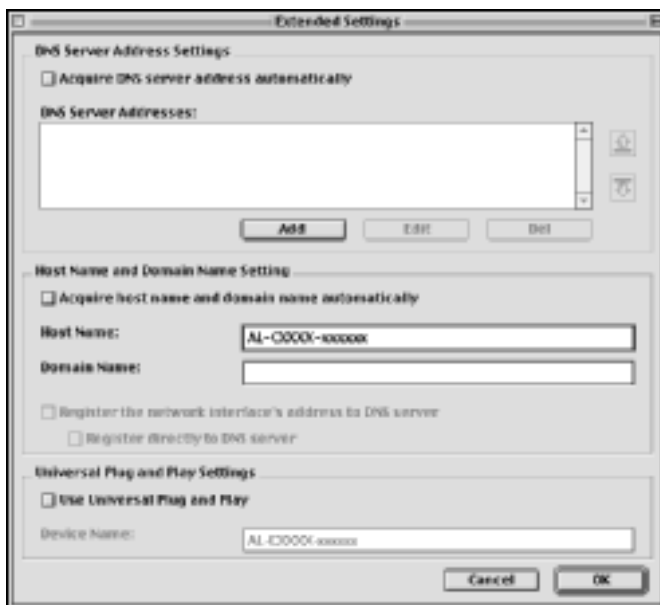 Extended Settings
DNS Server Address Settings
Acquire DNS server address automatically
DNS Server Addresses:
Add
Edit
Del
Host Name and Domain Name Setting
Acquire host name and domain name automatically
Host Name:
AL-CXXXX-xxxxxx
Domain Name:
Register the network interface's address to DNS server
Register directly to DNS server
Universal Plug and Play Settings
Use Universal Plug and Play
Device Name:
AL-CXXXX-xxxxxx
Cancel
OK